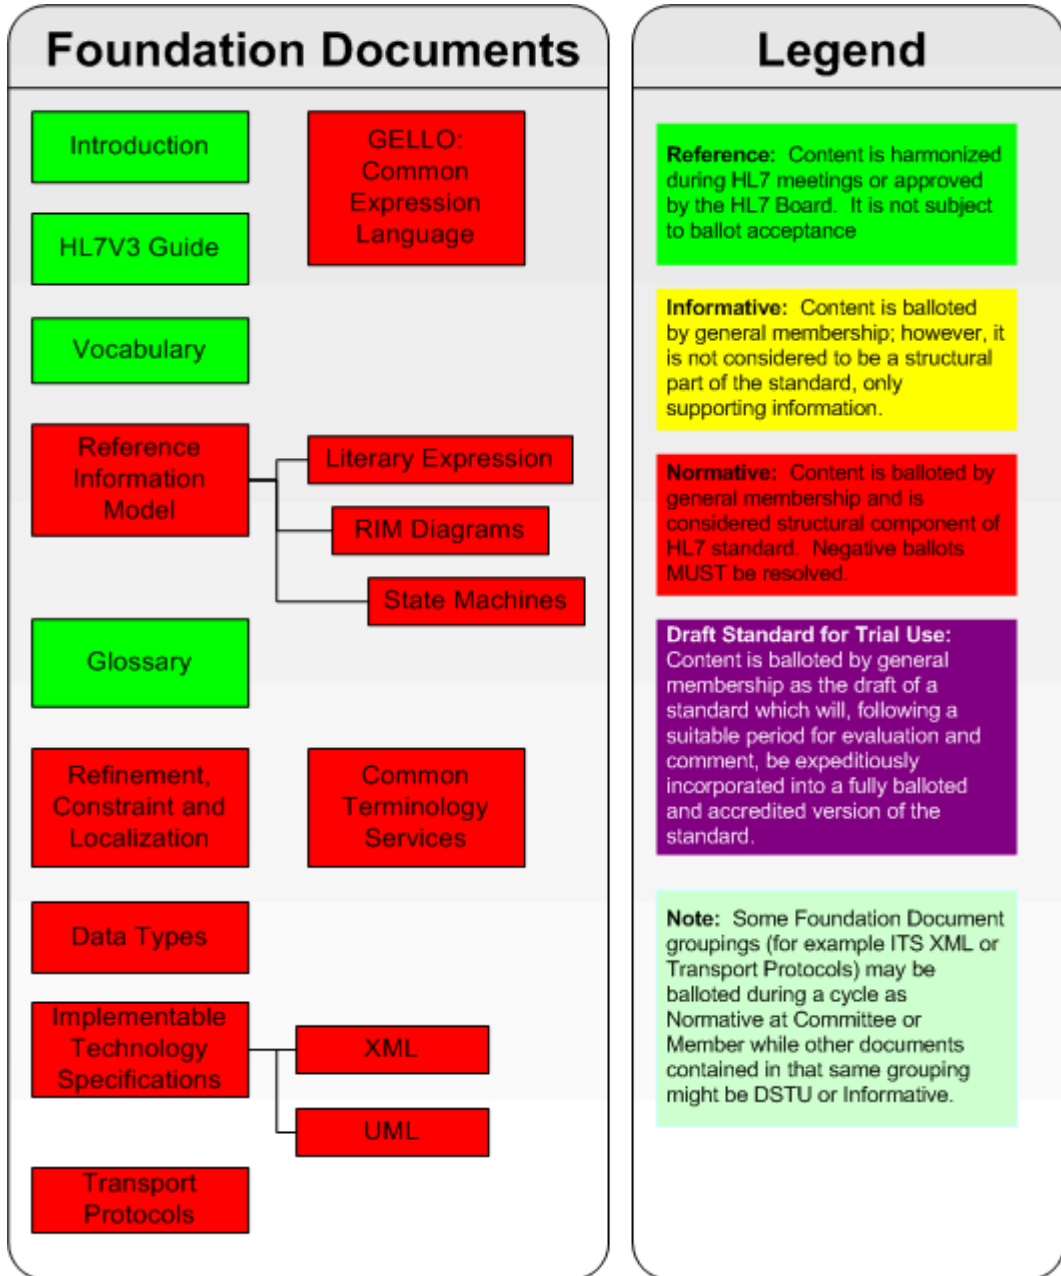 Foundation Documents
Introduction
GELLO:
Common
Expression
Language
HL7V3 Guide
Vocabulary
Reference
Information
Model
Literary Expression
RIM Diagrams
State Machines
Glossary
Refinement,
Constraint and
Localization
Common
Terminology
Services
Data Types
Implementable
Technology
Specifications
XML
UML
Transport
Protocols
Legend
Reference: Content is harmonized
during HL7 meetings or approved
by the HL7 Board. It is not subject
to ballot acceptance
Informative: Content is balloted
by general membership; however, it
is not considered to be a structural
part of the standard, only
supporting information.
Normative: Content is balloted by
general membership and is
considered structural component of
HL7 standard. Negative ballots
MUST be resolved.
Draft Standard for Trial Use:
Content is balloted by general
membership as the draft of a
standard which will, following a
suitable period for evaluation and
comment, be expeditiously
incorporated into a fully balloted
and accredited version of the
standard.
Note: Some Foundation Document
groupings (for example ITS XML or
Transport Protocols) may be
balloted during a cycle as
Normative at Committee or
Member while other documents
contained in that same grouping
might be DSTU or Informative.